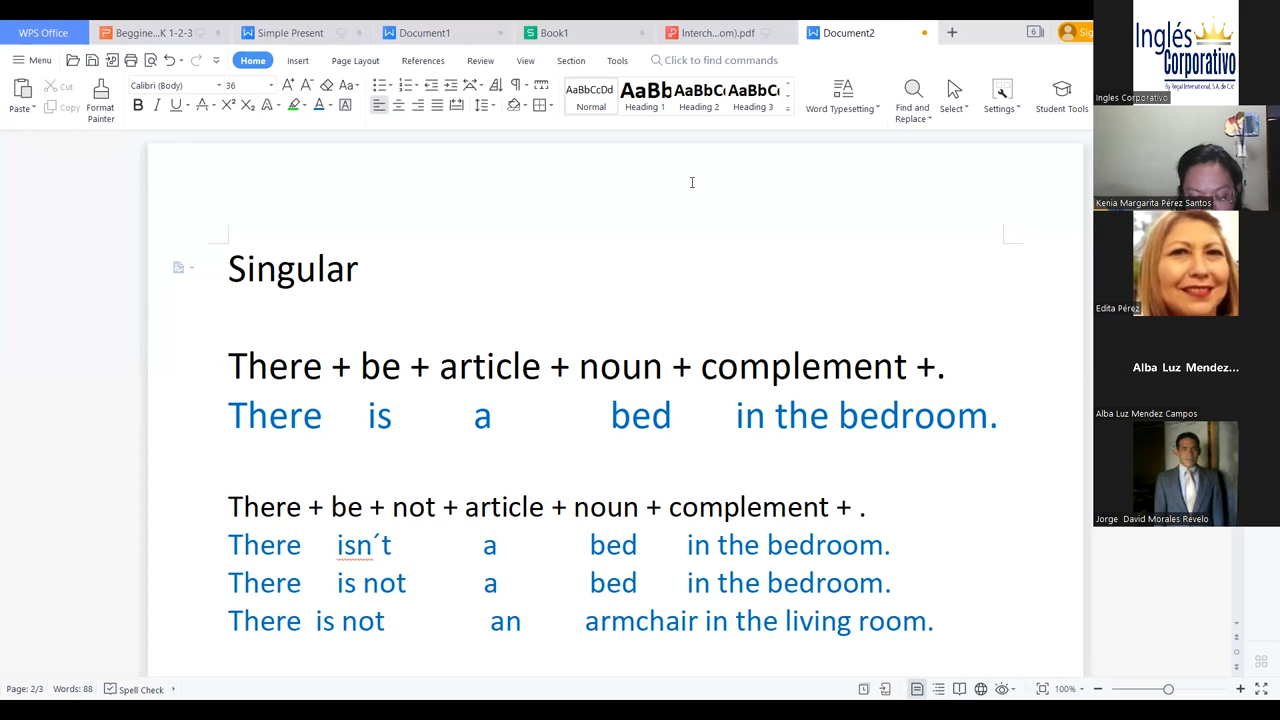 WPS Office
Beggine...K 1-2-3
Simple Present
Document1
Book1
Interch...om).pdf
Document2
Menu
Home
Insert
Page Layout
References
Review
View
Section
Tools
Click to find commands
Paste
Cut
Copy
Format Painter
Calibri (Body)
36
AaBbCcDd
Normal
AaBb
Heading 1
AaBbC
Heading 2
AaBbC
Heading 3
Word Typesetting
Find and Replace
Select
Settings
Student Tools
Singular
There + be + article + noun + complement +.
There is a bed in the bedroom.
There + be + not + article + noun + complement + .
There isn´t a bed in the bedroom.
There is not a bed in the bedroom.
There is not an armchair in the living room.
Page: 2/3
Words: 88
Spell Check
100%
Inglés
Corporativo
By Regal International, S.A. de C.V.
Ingles Corporativo
Kenia Margarita Pérez Santos
Edita Pérez
Alba Luz Mendez...
Alba Luz Mendez Campos
Jorge David Morales Revelo